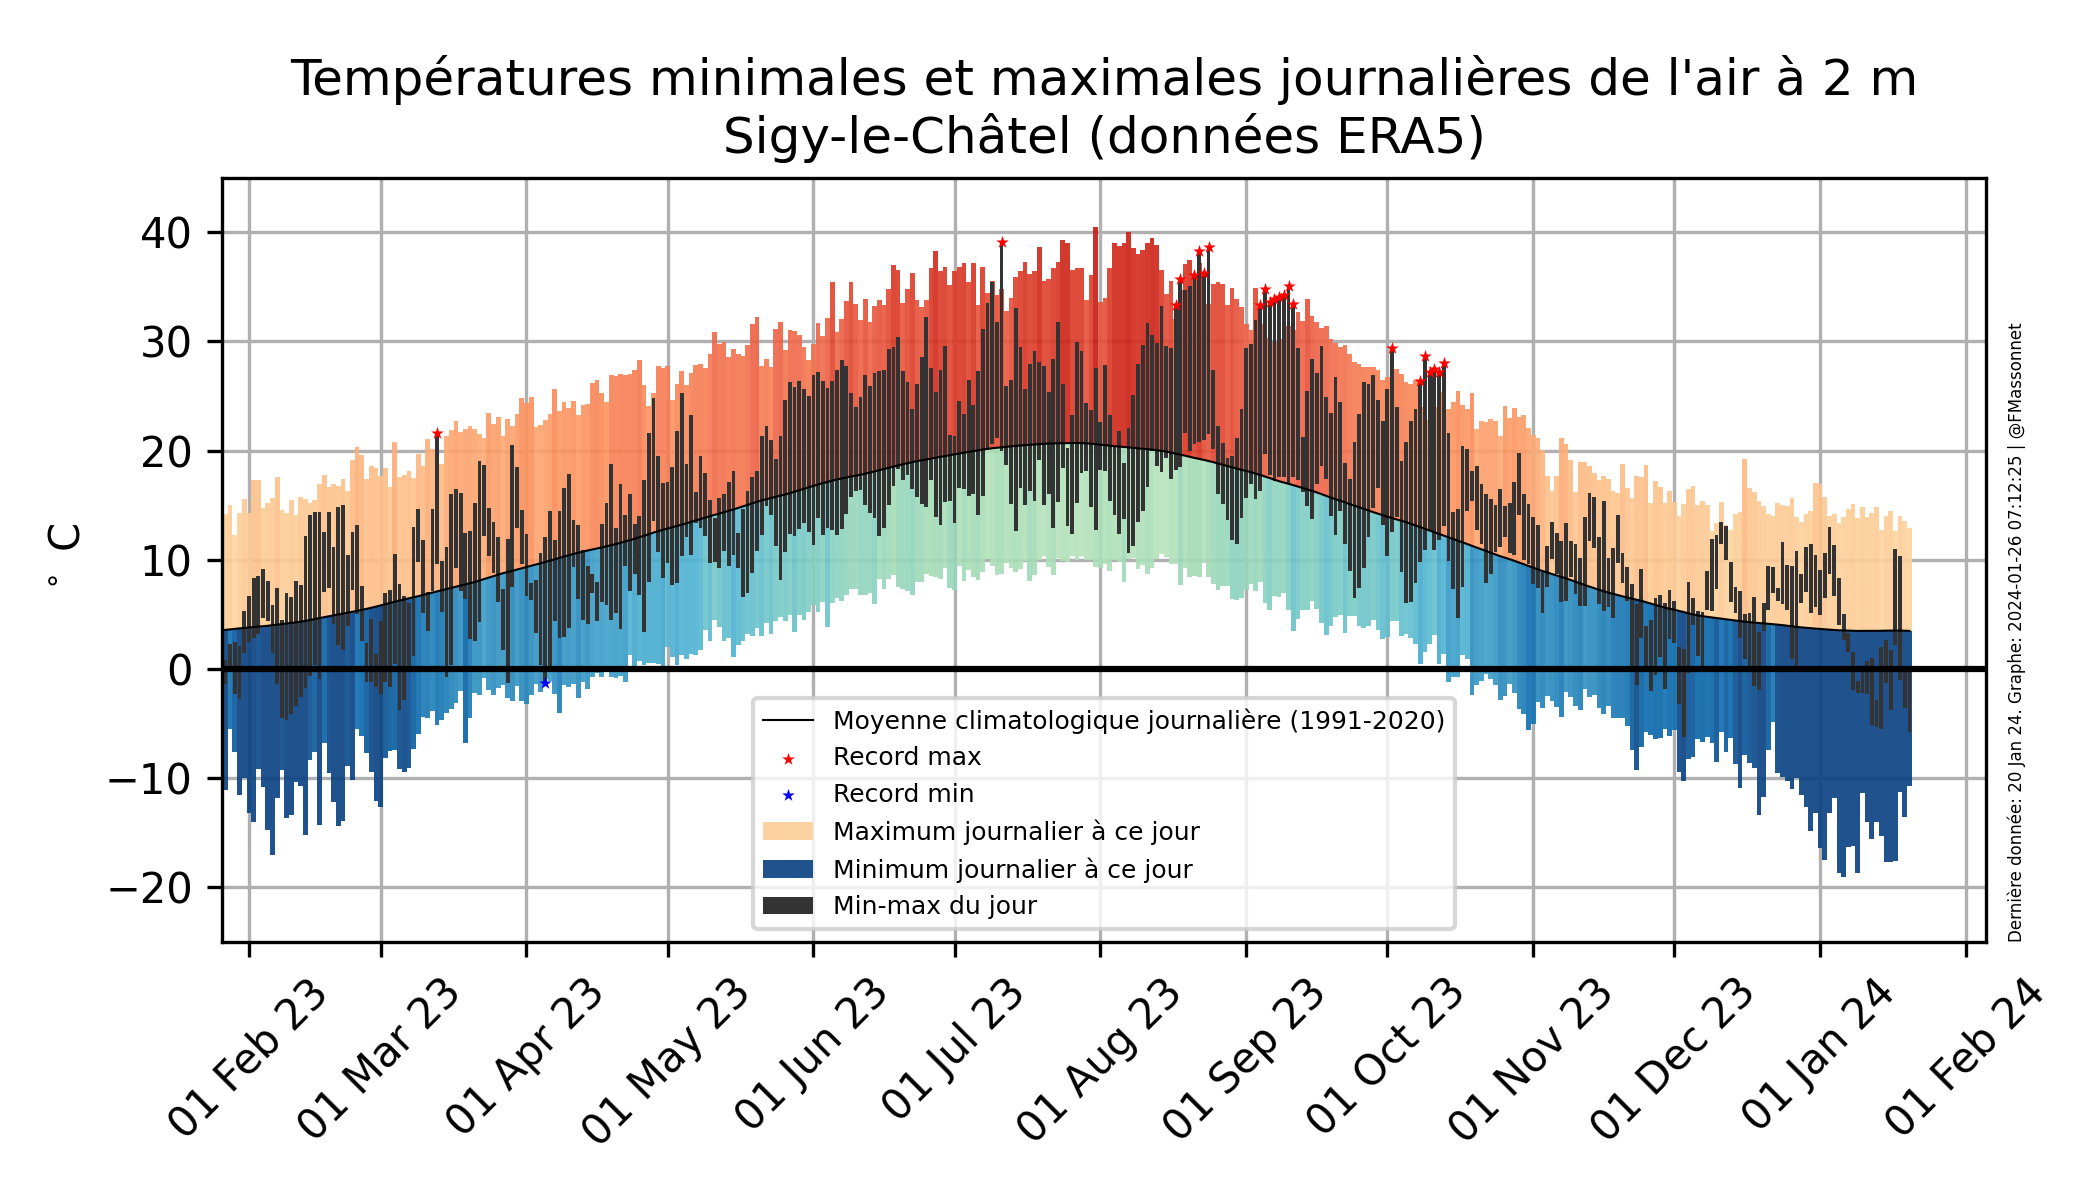 Températures minimales et maximales journalières de l'air à 2 m
Sigy-le-Châtel (données ERA5)
° C
40
30
20
10
0
−10
−20
Moyenne climatologique journalière (1991-2020)
Record max
Record min
Maximum journalier à ce jour
Minimum journalier à ce jour
Min-max du jour
01 Feb 23
01 Mar 23
01 Apr 23
01 May 23
01 Jun 23
01 Jul 23
01 Aug 23
01 Sep 23
01 Oct 23
01 Nov 23
01 Dec 23
01 Jan 24
01 Feb 24
Dernière donnée: 20 Jan 24. Graphe: 2024-01-26 07:12:25 | @FMassonnet